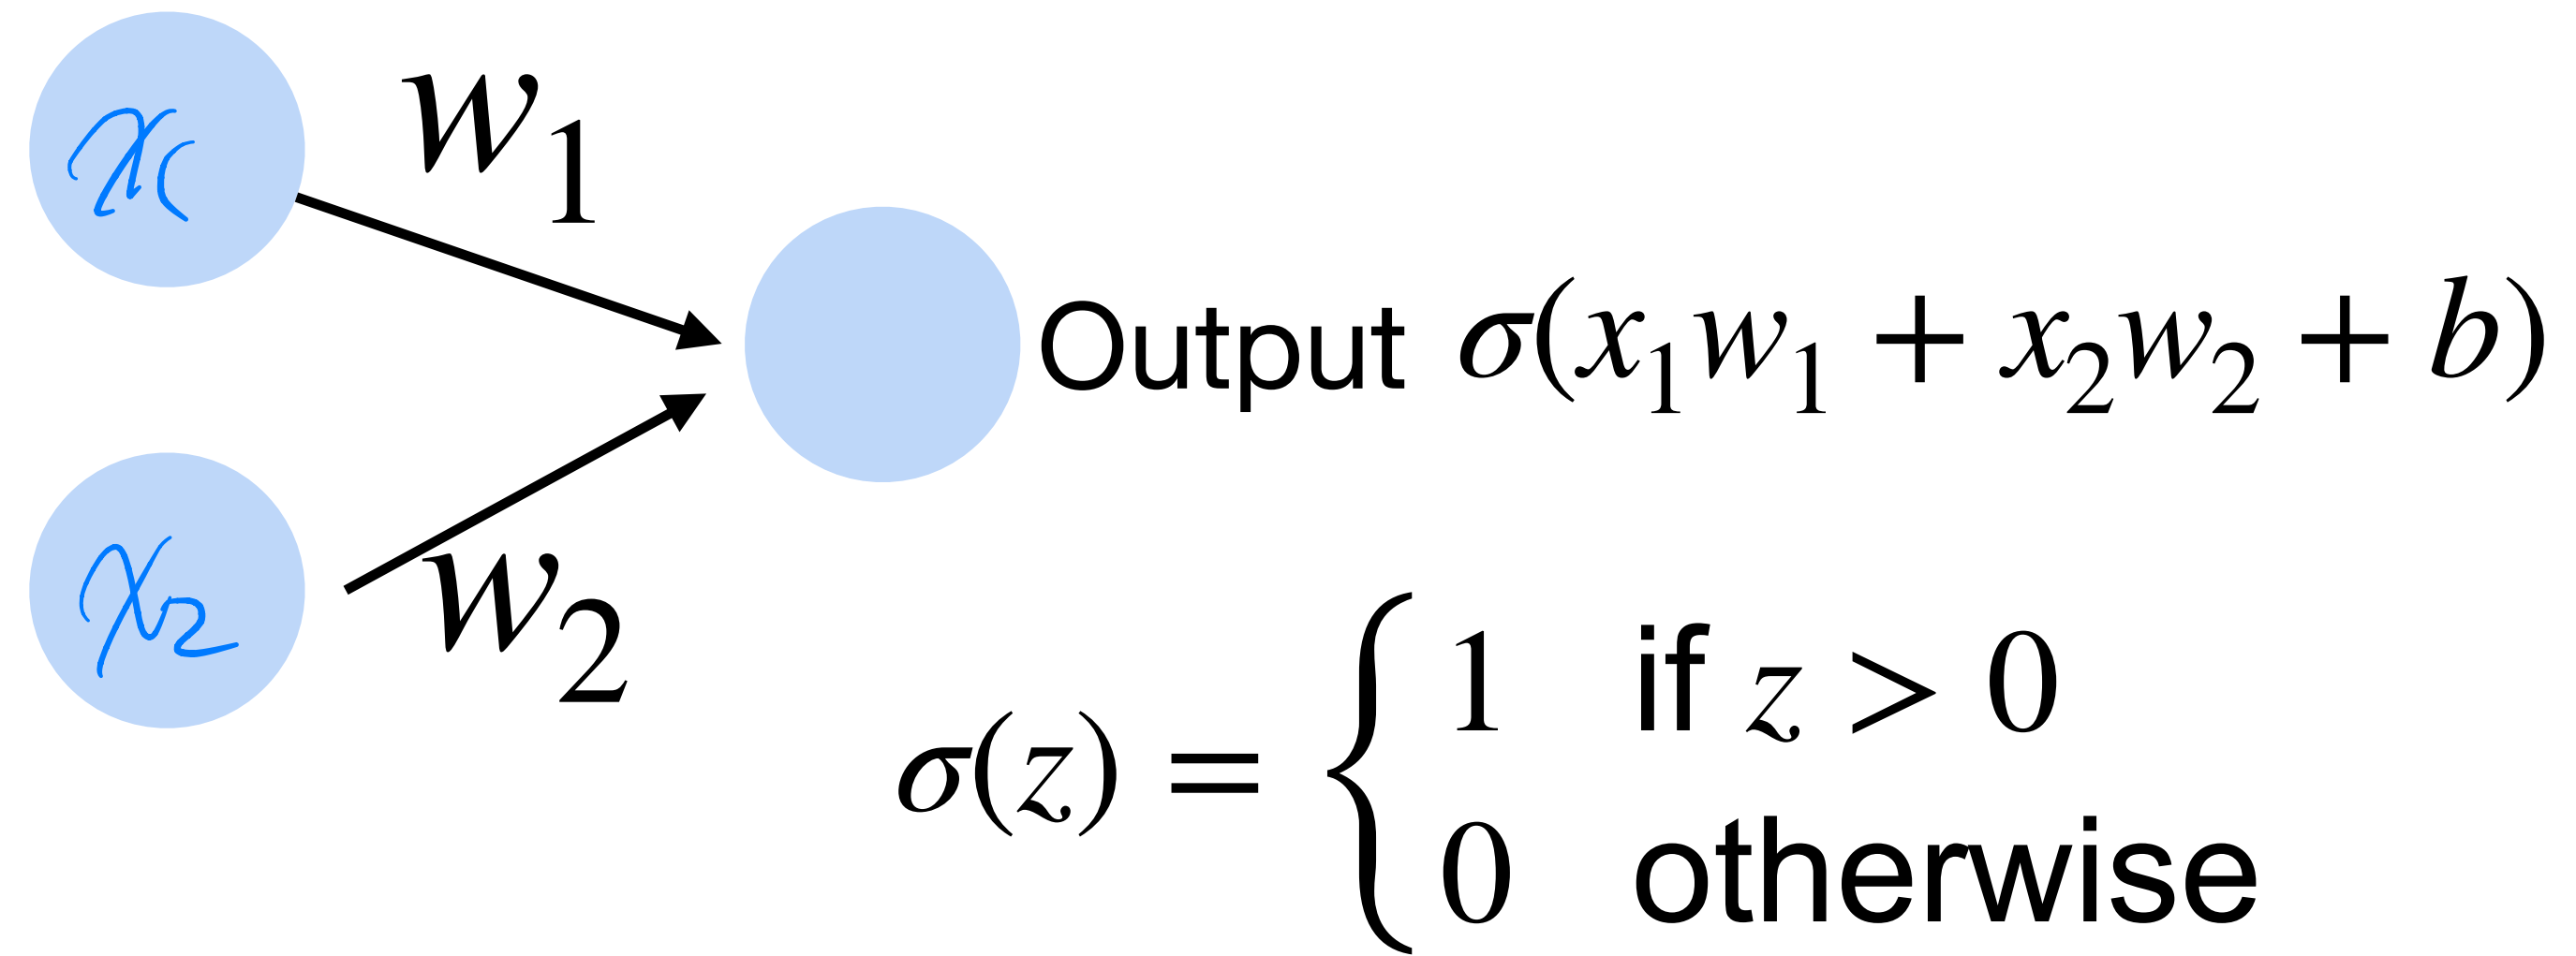 x₁
w₁
Output σ(x₁w₁ + x₂w₂ + b)
x₂
w₂
σ(z) = { 1 if z > 0
0 otherwise